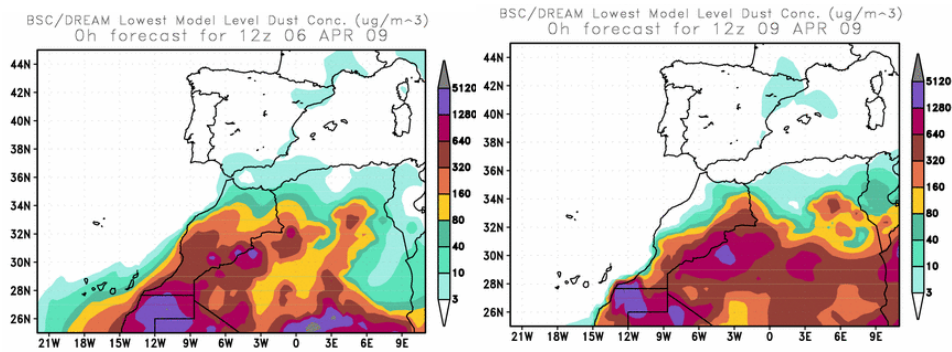 BSC/DREAM Lowest Model Level Dust Conc. (ug/m^3)
0h forecast for 12z 06 APR 09
44N
42N
40N
38N
36N
34N
32N
30N
28N
26N
21W 18W 15W 12W 9W 6W 3W 0 3E 6E 9E
5120
1280
640
320
160
80
40
10
3
BSC/DREAM Lowest Model Level Dust Conc. (ug/m^3)
0h forecast for 12z 09 APR 09
44N
42N
40N
38N
36N
34N
32N
30N
28N
26N
21W 18W 15W 12W 9W 6W 3W 0 3E 6E 9E
5120
1280
640
320
160
80
40
10
3